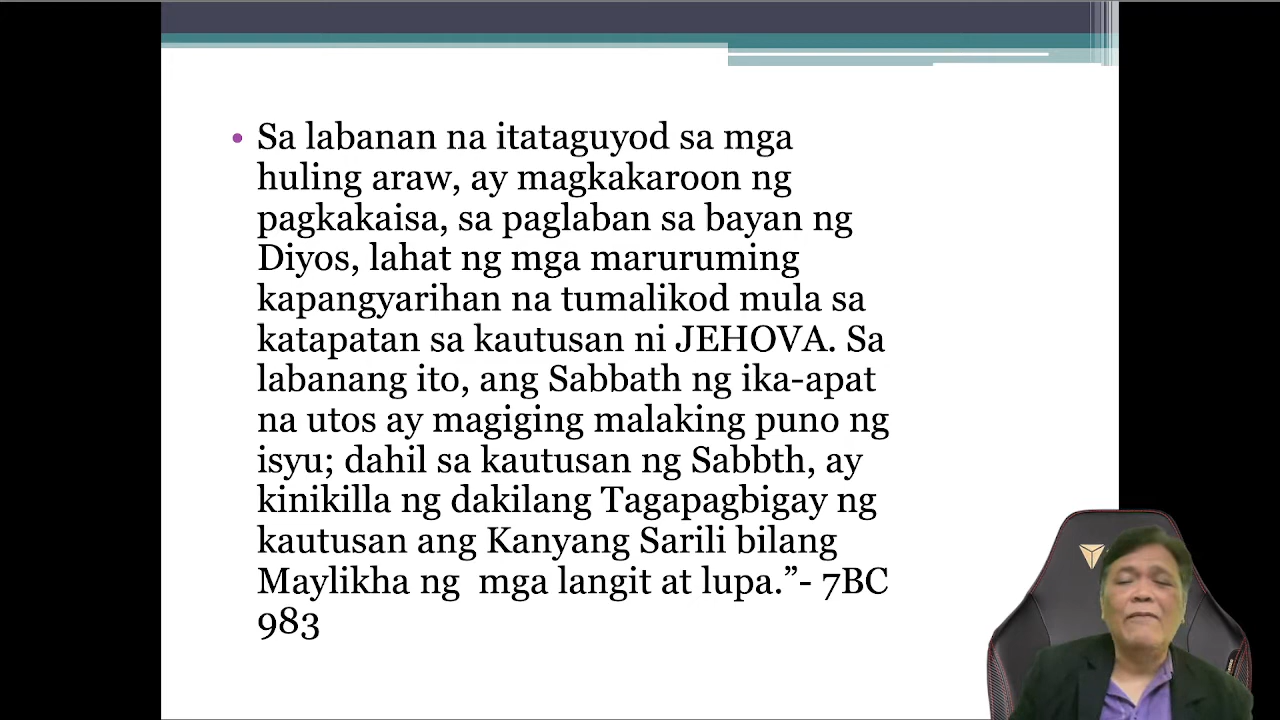 • Sa labanan na itataguyod sa mga
huling araw, ay magkakaroon ng
pagkakaisa, sa paglaban sa bayan ng
Diyos, lahat ng mga maruruming
kapangyarihan na tumalikod mula sa
katapatan sa kautusan ni JEHOVA. Sa
labanang ito, ang Sabbath ng ika-apat
na utos ay magiging malaking puno ng
isyu; dahil sa kautusan ng Sabbth, ay
kinikilla ng dakilang Tagapagbigay ng
kautusan ang Kanyang Sarili bilang
Maylikha ng  mga langit at lupa.”- 7BC
983